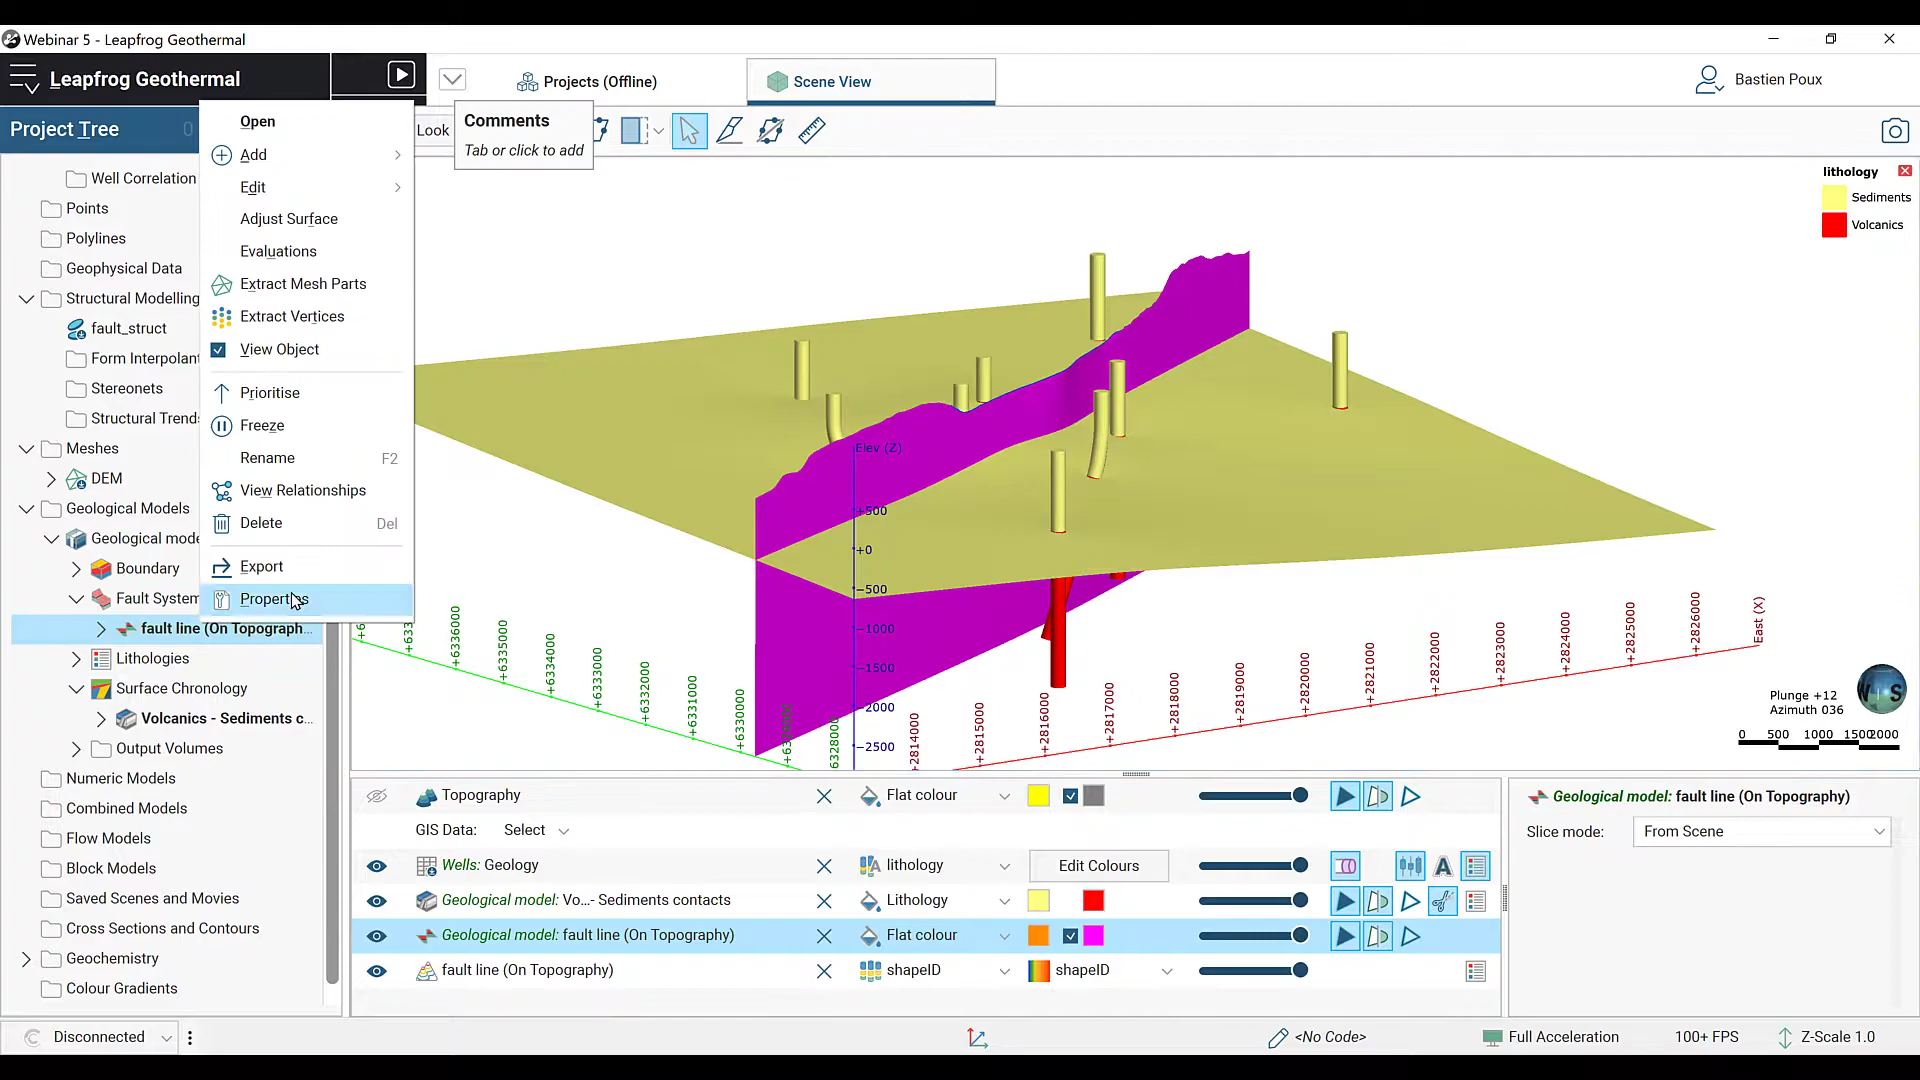 Webinar 5 - Leapfrog Geothermal
Leapfrog Geothermal
Projects (Offline)
Scene View
Bastien Poux
Project Tree
Look
Comments
Tab or click to add
Open
Add
Edit
Adjust Surface
Evaluations
Extract Mesh Parts
Extract Vertices
View Object
Prioritise
Freeze
Rename F2
View Relationships
Delete Del
Export
Properties
Well Correlation
Points
Polylines
Geophysical Data
Structural Modelling
fault_struct
Form Interpolant
Stereonets
Structural Trends
Meshes
DEM
Geological Models
Geological mode
Boundary
Fault System
fault line (On Topograph...
Lithologies
Surface Chronology
Volcanics - Sediments c...
Output Volumes
Numeric Models
Combined Models
Flow Models
Block Models
Saved Scenes and Movies
Cross Sections and Contours
Geochemistry
Colour Gradients
lithology
Sediments
Volcanics
Elev (Z)
+500
+0
-500
-1000
-1500
-2000
-2500
+6336000
+6335000
+6334000
+6333000
+6332000
+6331000
+6330000
+6329000
+2814000
+2815000
+2816000
+2817000
+2818000
+2819000
+2820000
+2821000
+2822000
+2823000
+2824000
+2825000
+2826000
East (X)
W S
Plunge +12
Azimuth 036
0 500 1000 1500 2000
Topography Flat colour
GIS Data: Select
Wells: Geology lithology Edit Colours A
Geological model: Vo...- Sediments contacts Lithology
Geological model: fault line (On Topography) Flat colour
fault line (On Topography) shapeID shapeID
Geological model: fault line (On Topography)
Slice mode: From Scene
Disconnected
<No Code>
Full Acceleration
100+ FPS
Z-Scale 1.0